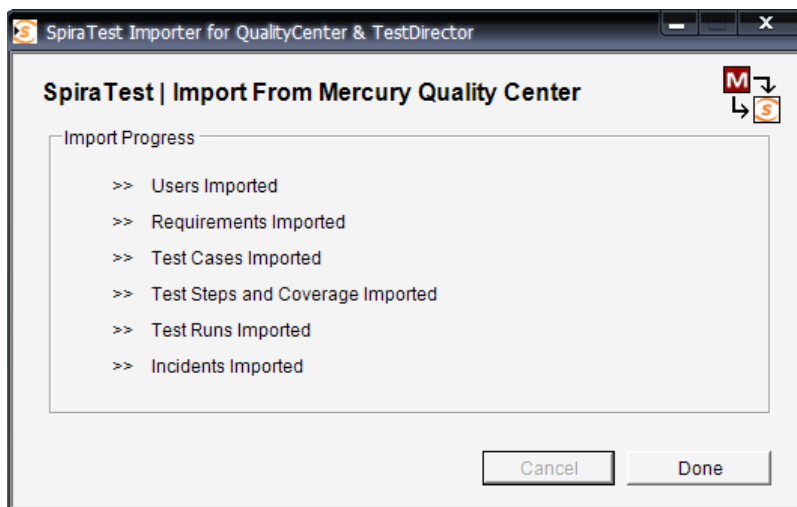 SpiraTest Importer for QualityCenter & TestDirector
SpiraTest | Import From Mercury Quality Center
Import Progress
>> Users Imported
>> Requirements Imported
>> Test Cases Imported
>> Test Steps and Coverage Imported
>> Test Runs Imported
>> Incidents Imported
Cancel Done